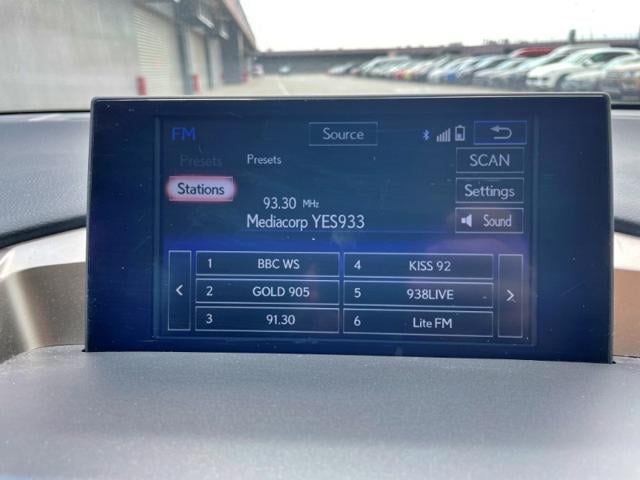 FM
Source
Presets
Presets
SCAN
Stations
Settings
93.30 MHz
Mediacorp YES933
Sound
1 BBC WS
4 KISS 92
2 GOLD 905
5 938LIVE
3 91.30
6 Lite FM